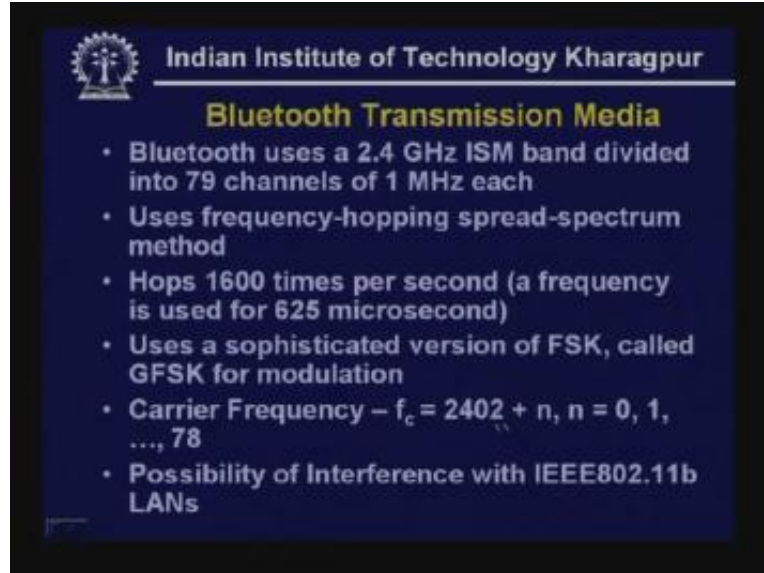 Indian Institute of Technology Kharagpur
Bluetooth Transmission Media
• Bluetooth uses a 2.4 GHz ISM band divided
into 79 channels of 1 MHz each
• Uses frequency-hopping spread-spectrum
method
• Hops 1600 times per second (a frequency
is used for 625 microsecond)
• Uses a sophisticated version of FSK, called
GFSK for modulation
• Carrier Frequency – fc = 2402 + n, n = 0, 1,
…, 78
• Possibility of Interference with IEEE802.11b
LANs